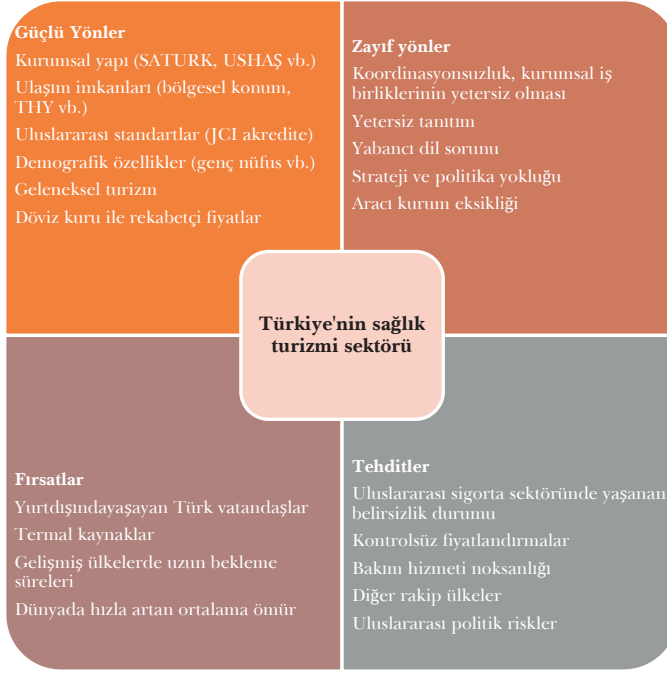 Güçlü Yönler
Kurumsal yapı (SATURK, USHAŞ vb.)
Ulaşım imkanları (bölgesel konum,
THY vb.)
Uluslararası standartlar (JCI akredite)
Demografik özellikler (genç nüfus vb.)
Geleneksel turizm
Döviz kuru ile rekabetçi fiyatlar
Zayıf yönler
Koordinasyonsuzluk, kurumsal iş
birliklerinin yetersiz olması
Yetersiz tanıtım
Yabancı dil sorunu
Strateji ve politika yokluğu
Aracı kurum eksikliği
Türkiye'nin sağlık
turizmi sektörü
Fırsatlar
Yurtdışındayaşayan Türk vatandaşlar
Termal kaynaklar
Gelişmiş ülkelerde uzun bekleme
süreleri
Dünyada hızla artan ortalama ömür
Tehditler
Uluslararası sigorta sektöründe yaşanan
belirsizlik durumu
Kontrolsüz fiyatlandırmalar
Bakım hizmeti noksanlığı
Diğer rakip ülkeler
Uluslararası politik riskler